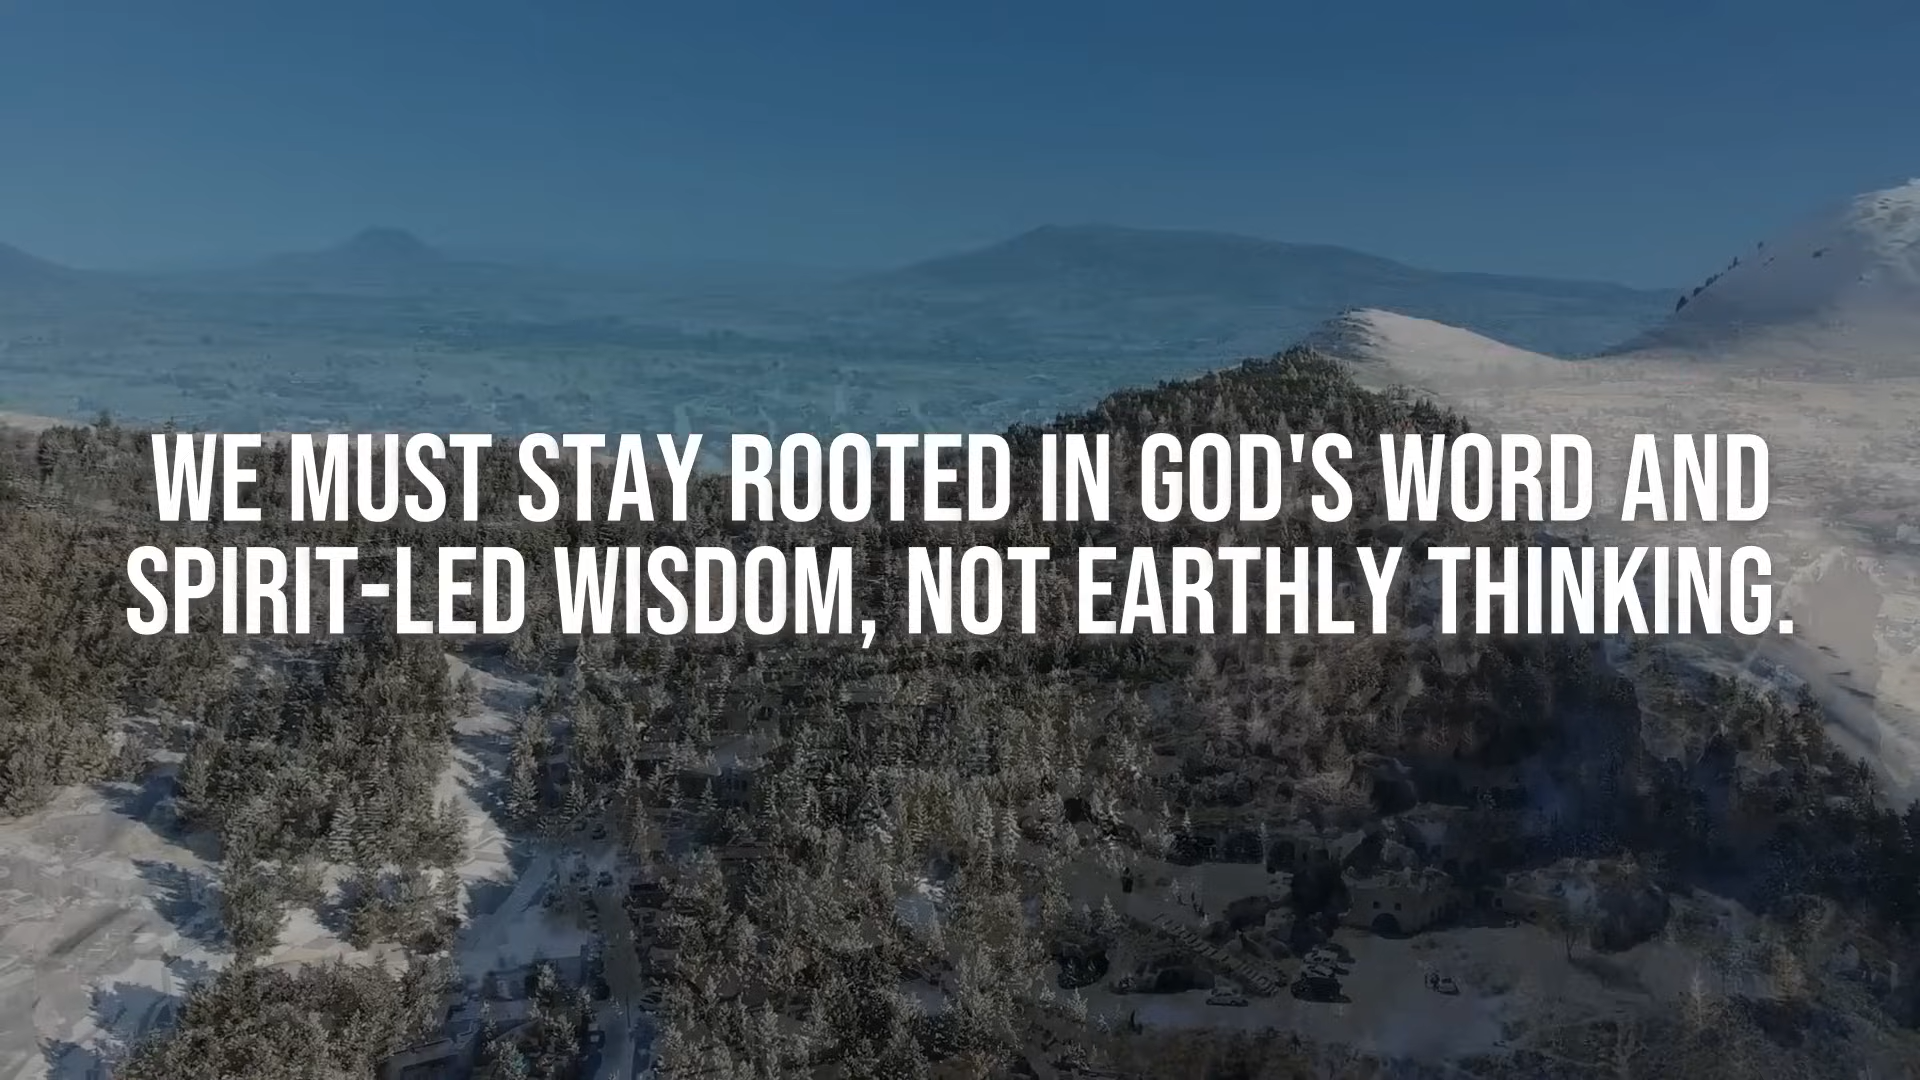 WE MUST STAY ROOTED IN GOD'S WORD AND
SPIRIT-LED WISDOM, NOT EARTHLY THINKING.